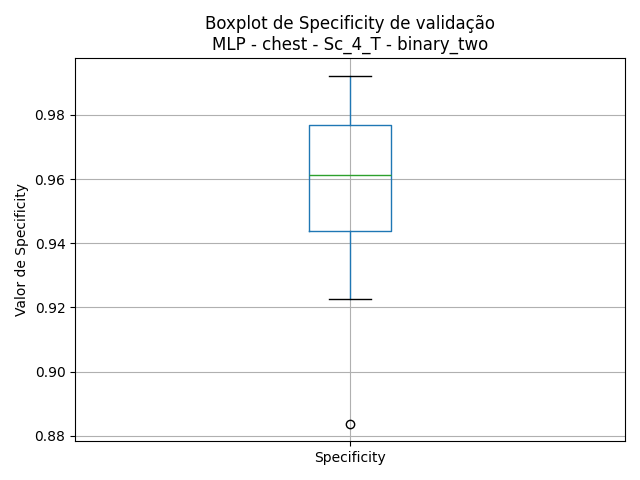 Boxplot de Specificity de validação
MLP - chest - Sc_4_T - binary_two
Valor de Specificity
0.98
0.96
0.94
0.92
0.90
0.88
Specificity